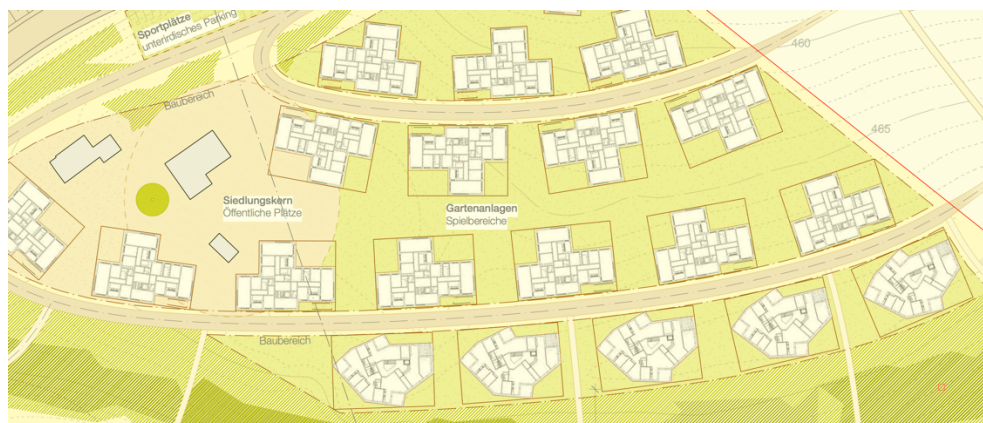 Sportplätze
unterirdisches Parking
460
Baubereich
465
Siedlungskern
Öffentliche Plätze
Gartenanlagen
Spielbereiche
Baubereich